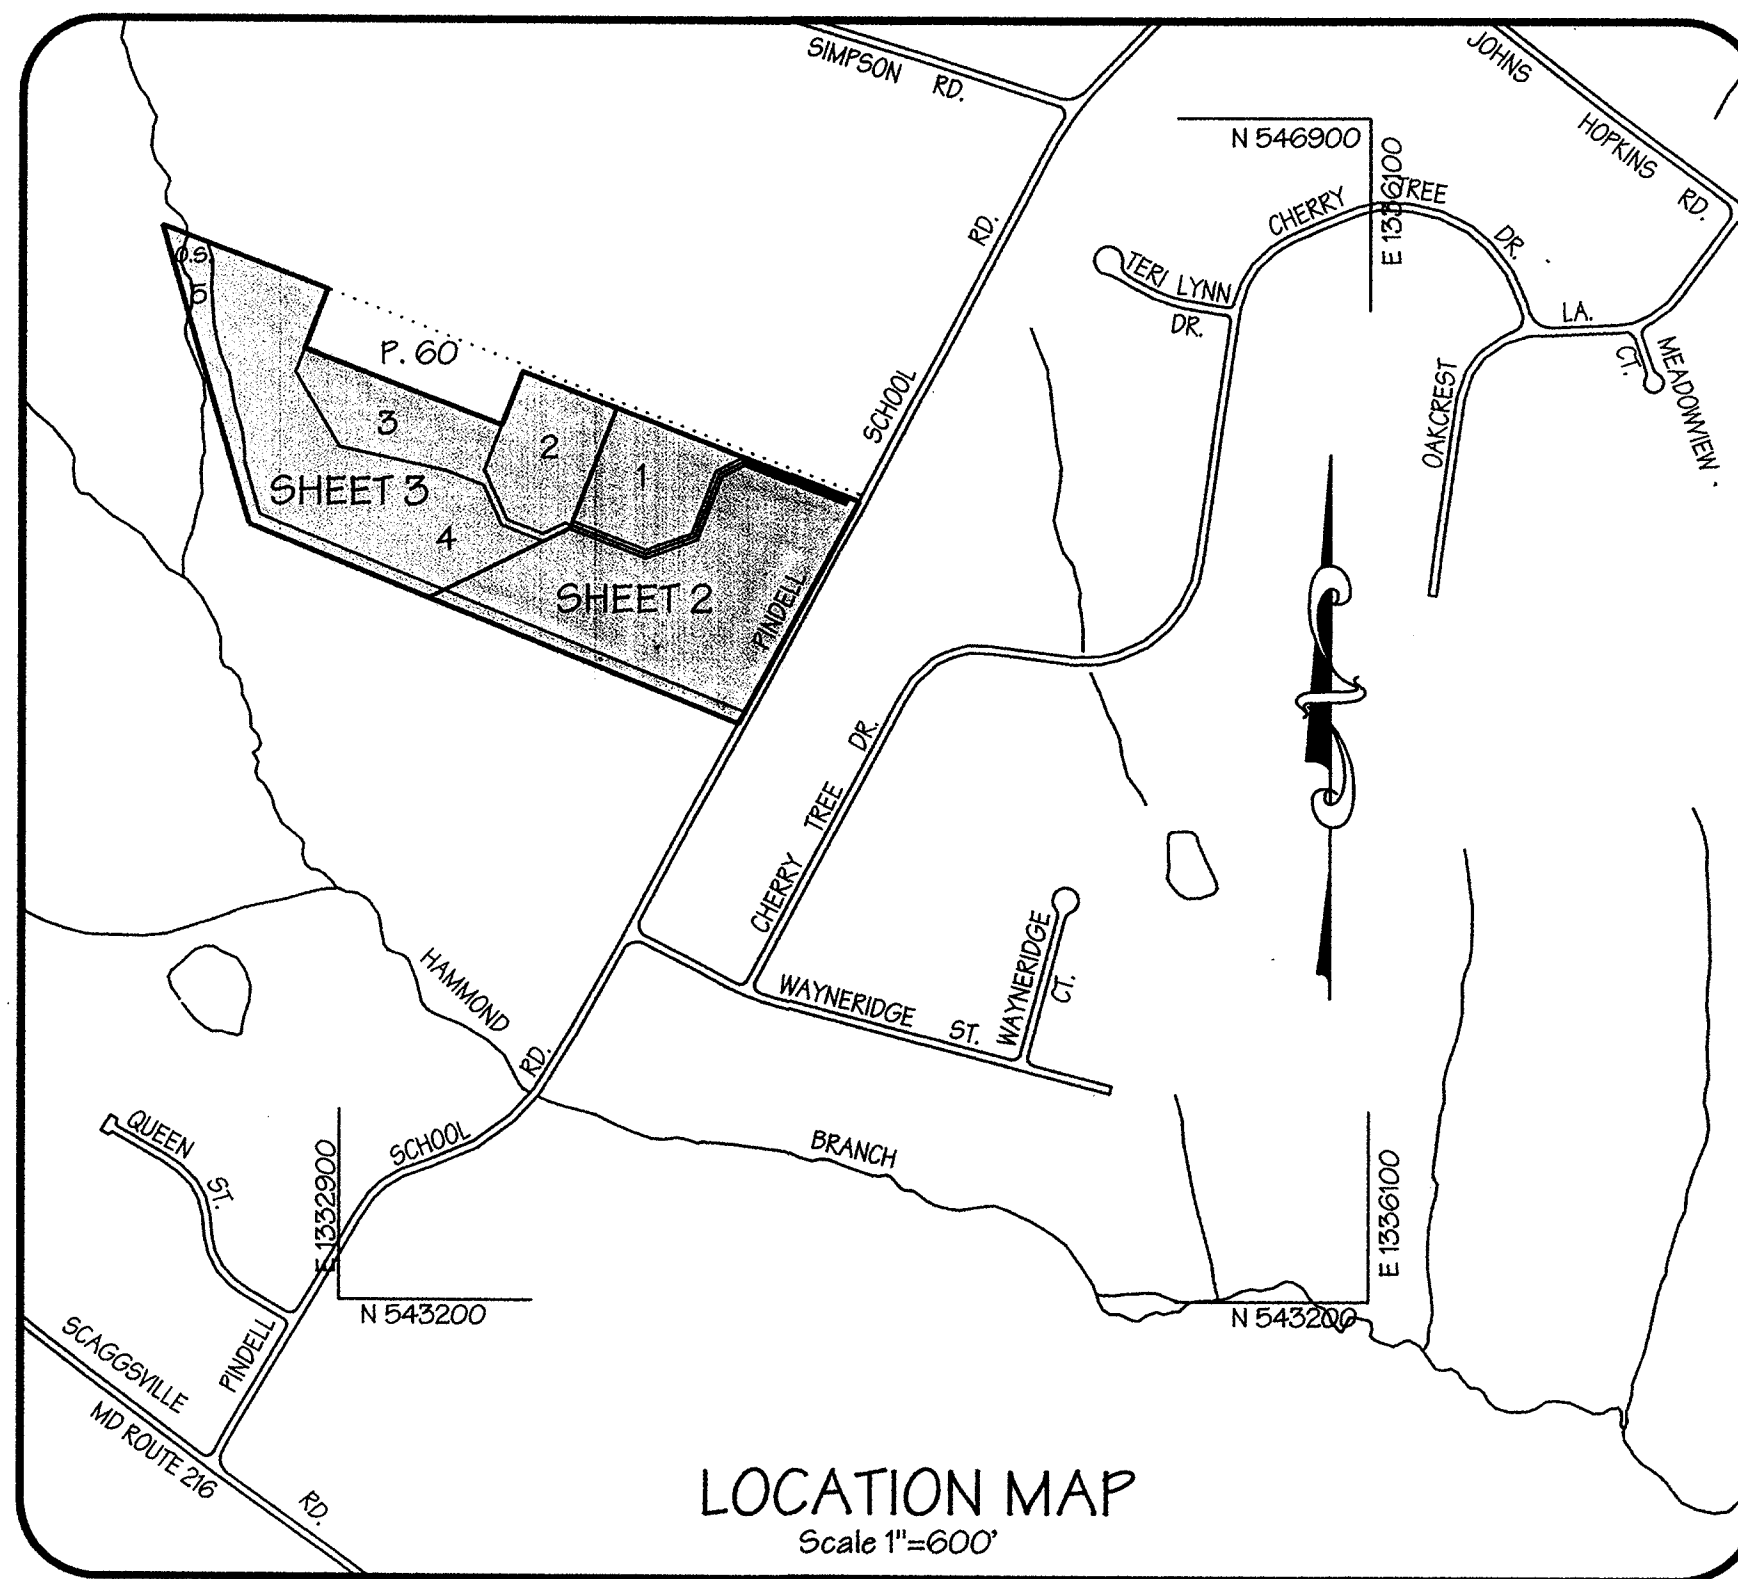 SIMPSON RD.
JOHNS HOPKINS RD.
N 546900
E 1336100
CHERRY TREE DR.
TERI LYNN DR.
LA.
OAKCREST
MEADOWVIEW CT.
O.S.
5
P. 60
3
2
1
SHEET 3
4
SHEET 2
PINDELL SCHOOL RD.
CHERRY TREE DR.
WAYNERIDGE ST.
WAYNERIDGE CT.
HAMMOND
BRANCH
QUEEN ST.
PINDELL SCHOOL RD.
E 1332900
N 543200
E 1336100
N 543200
SCAGGSVILLE RD.
MD ROUTE 216
LOCATION MAP
Scale 1"=600'